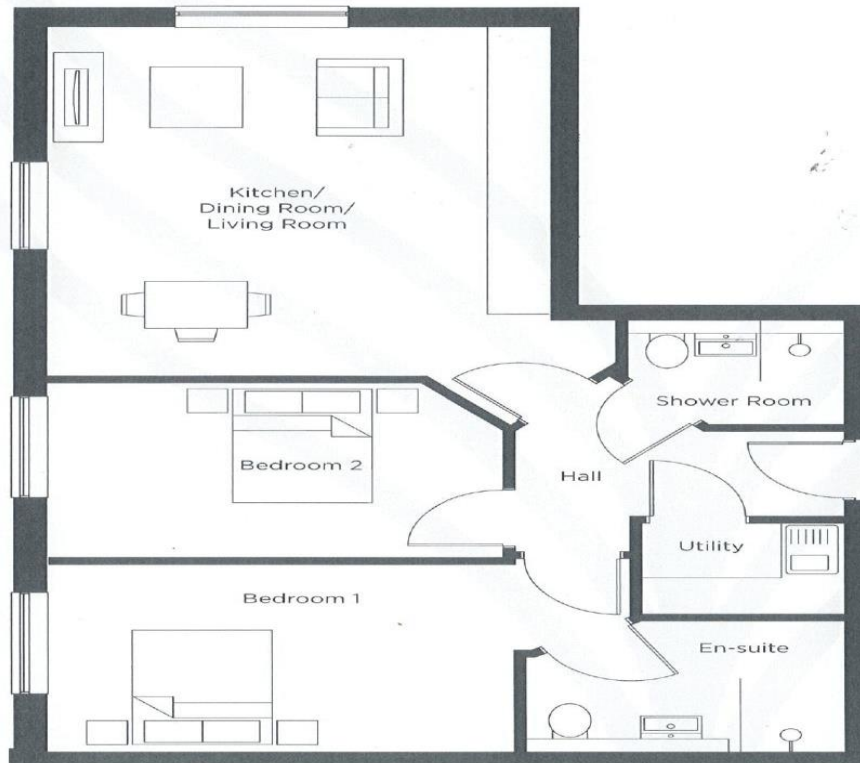 Kitchen/
Dining Room/
Living Room
Shower Room
Bedroom 2
Hall
Utility
Bedroom 1
En-suite